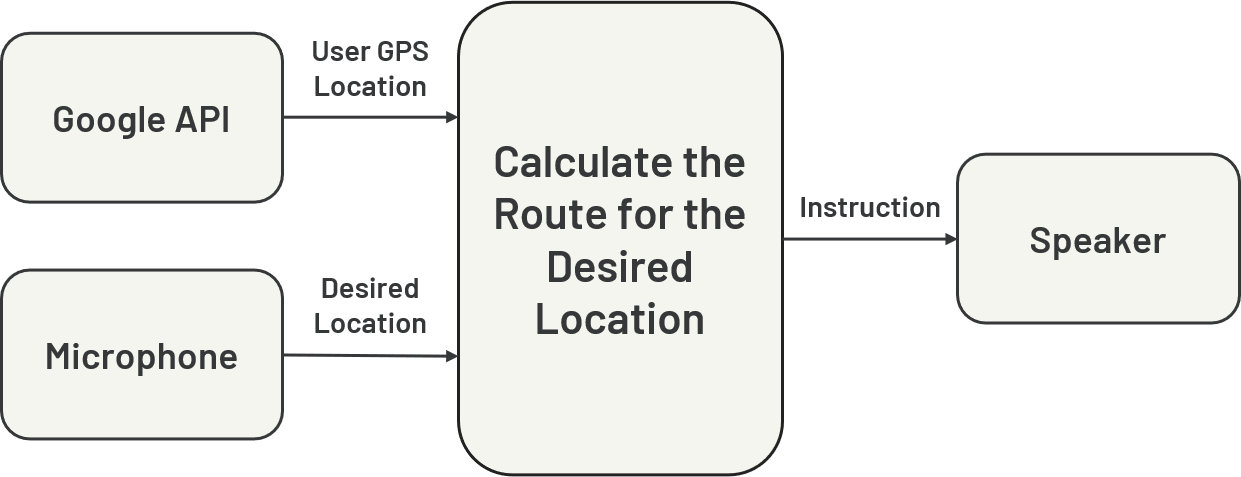 Google API
User GPS
Location
Microphone
Desired
Location
Calculate the
Route for the
Desired
Location
Instruction
Speaker